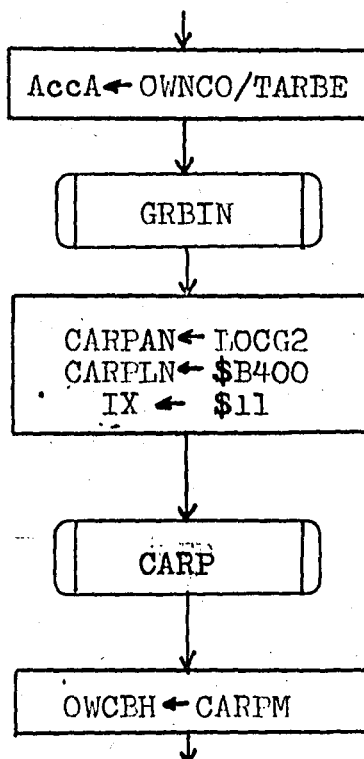 AccA ← OWNCO/TARBE
GRBIN
CARPAN ← LOCG2
CARPLN ← $B400
IX ← $11
CARP
OWCBH ← CARPM